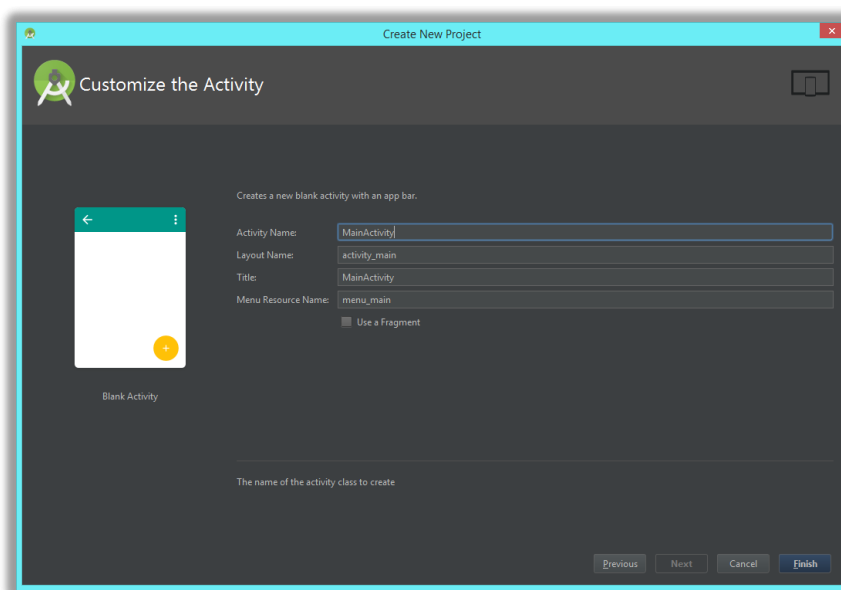 Create New Project
Customize the Activity
Creates a new blank activity with an app bar.
Activity Name: MainActivity
Layout Name: activity_main
Title: MainActivity
Menu Resource Name: menu_main
Use a Fragment
Blank Activity
The name of the activity class to create
Previous Next Cancel Finish